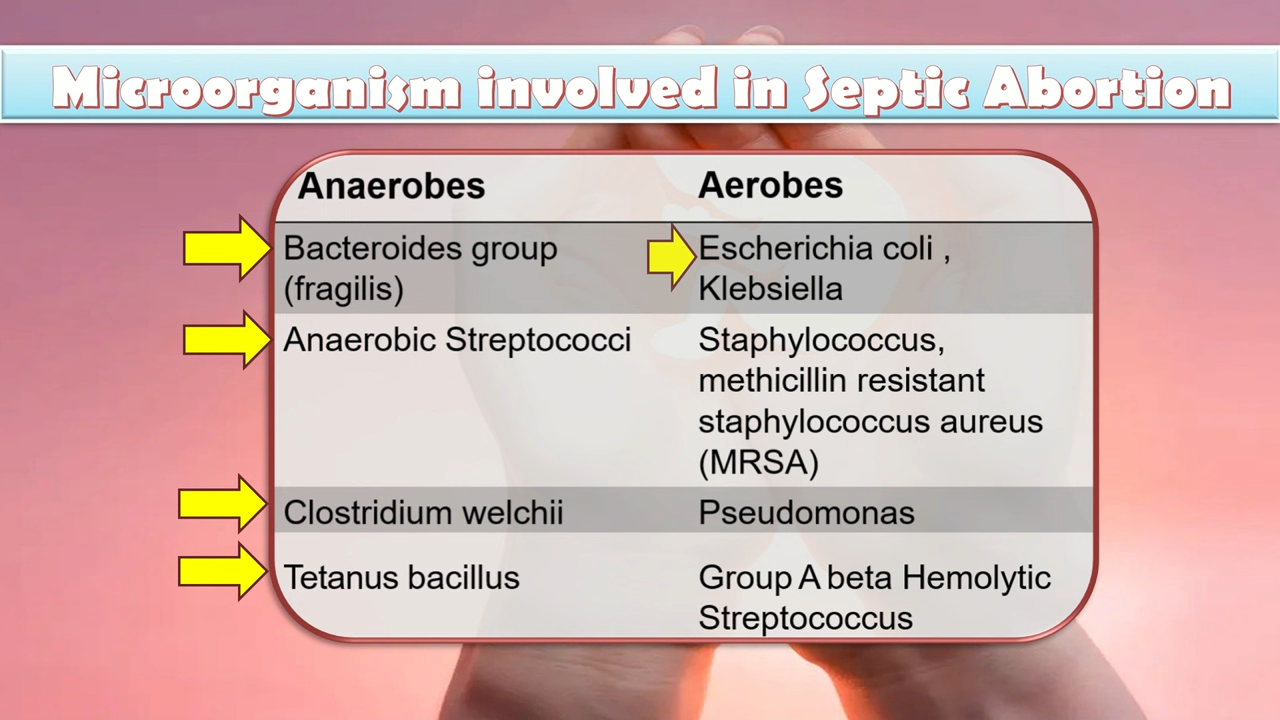 Microorganism involved in Septic Abortion
Anaerobes Aerobes
Bacteroides group Escherichia coli ,
(fragilis) Klebsiella
Anaerobic Streptococci Staphylococcus,
methicillin resistant
staphylococcus aureus
(MRSA)
Clostridium welchii Pseudomonas
Tetanus bacillus Group A beta Hemolytic
Streptococcus